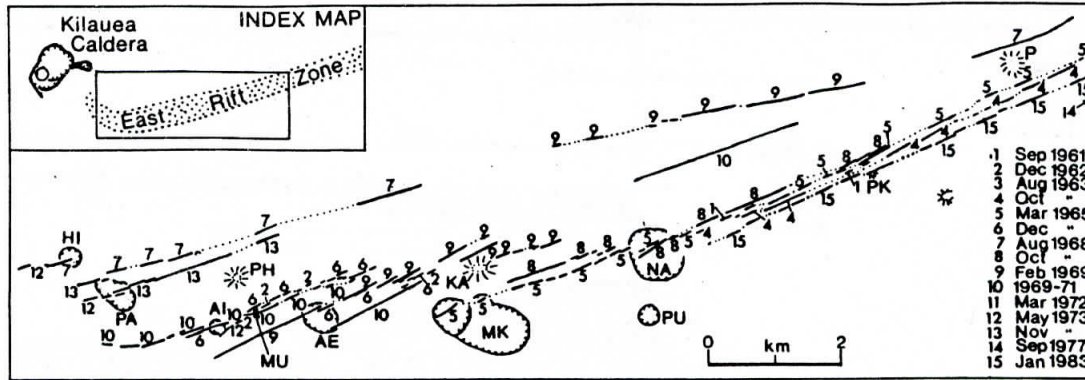 Kilauea
Caldera
INDEX MAP
East Rift Zone
HI
PA
PH
AI
MU
AE
KA
MK
NA
PU
PK
P
0 km 2
1 Sep 1961
2 Dec 1962
3 Aug 1963
4 Oct "
5 Mar 1965
6 Dec "
7 Aug 1968
8 Oct "
9 Feb 1969
10 1969-71
11 Mar 1972
12 May 1973
13 Nov "
14 Sep 1977
15 Jan 1983